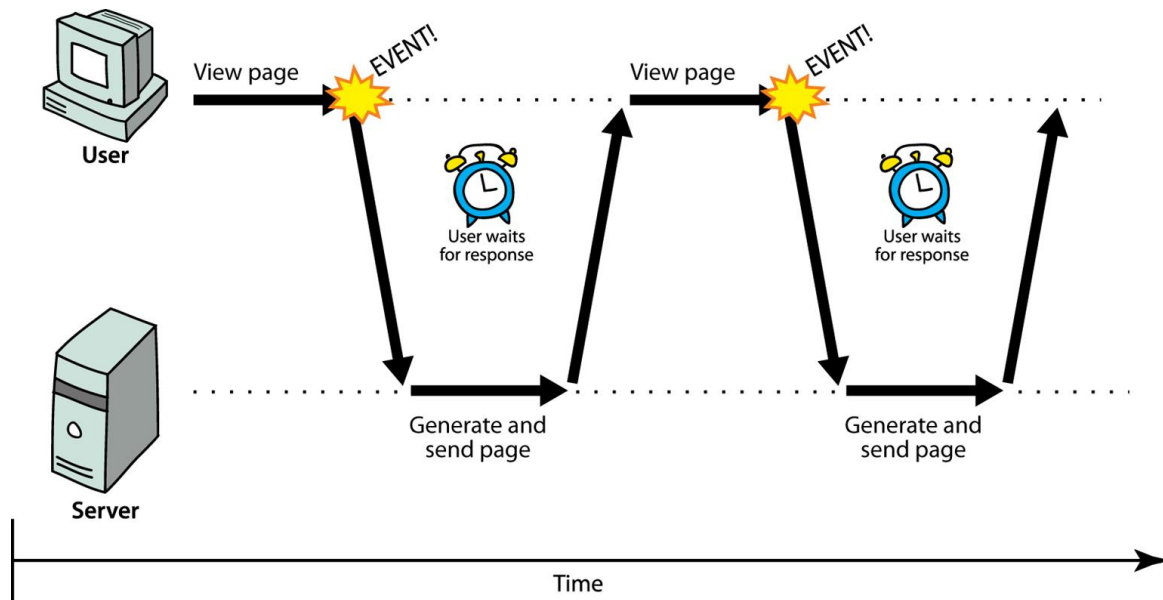 View page
EVENT!
View page
EVENT!
User
User waits
for response
User waits
for response
Generate and
send page
Generate and
send page
Server
Time